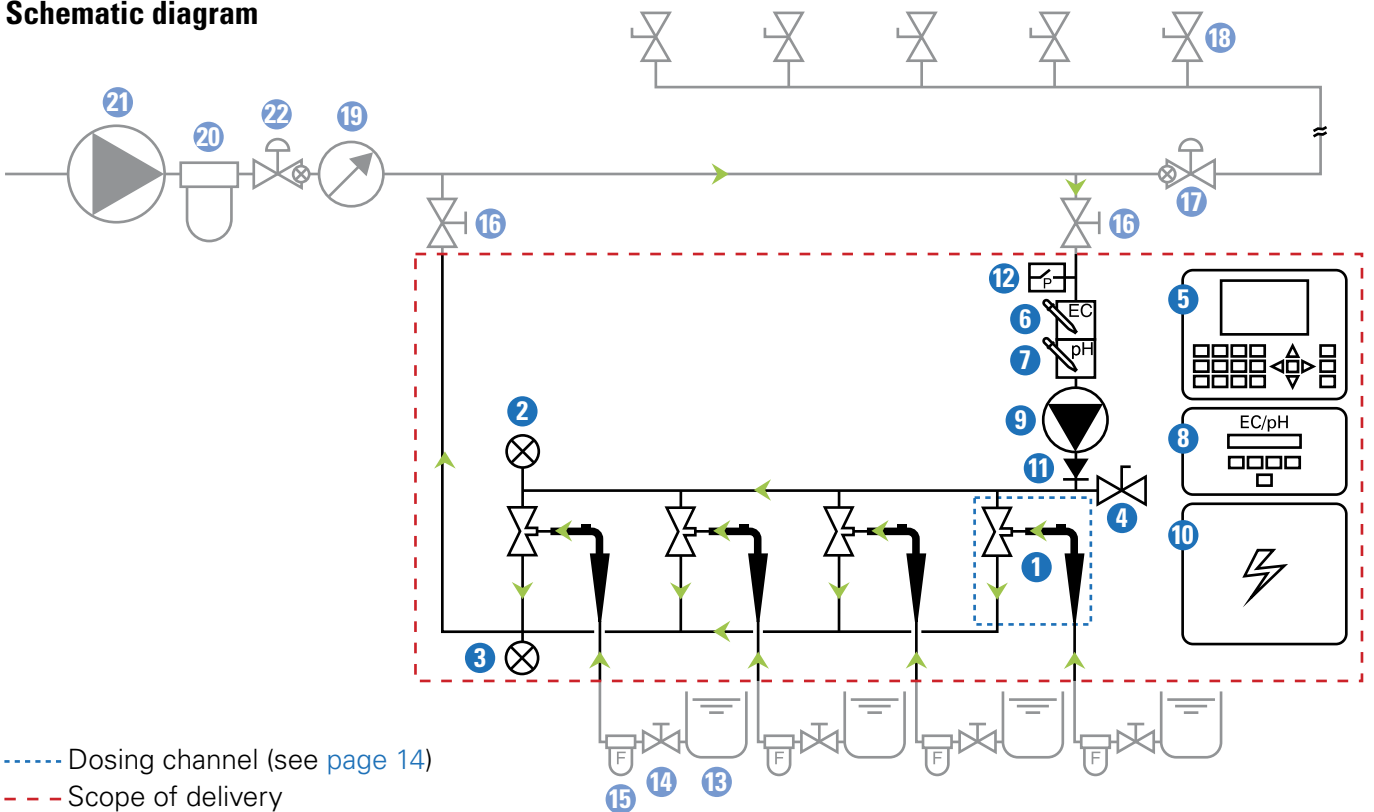 Schematic diagram
18
21
22
19
20
17
16
16
12
P
5
6
EC
7
pH
2
9
8
EC/pH
11
4
10
1
3
F
F
F
F
14
13
15
Dosing channel (see page 14)
Scope of delivery